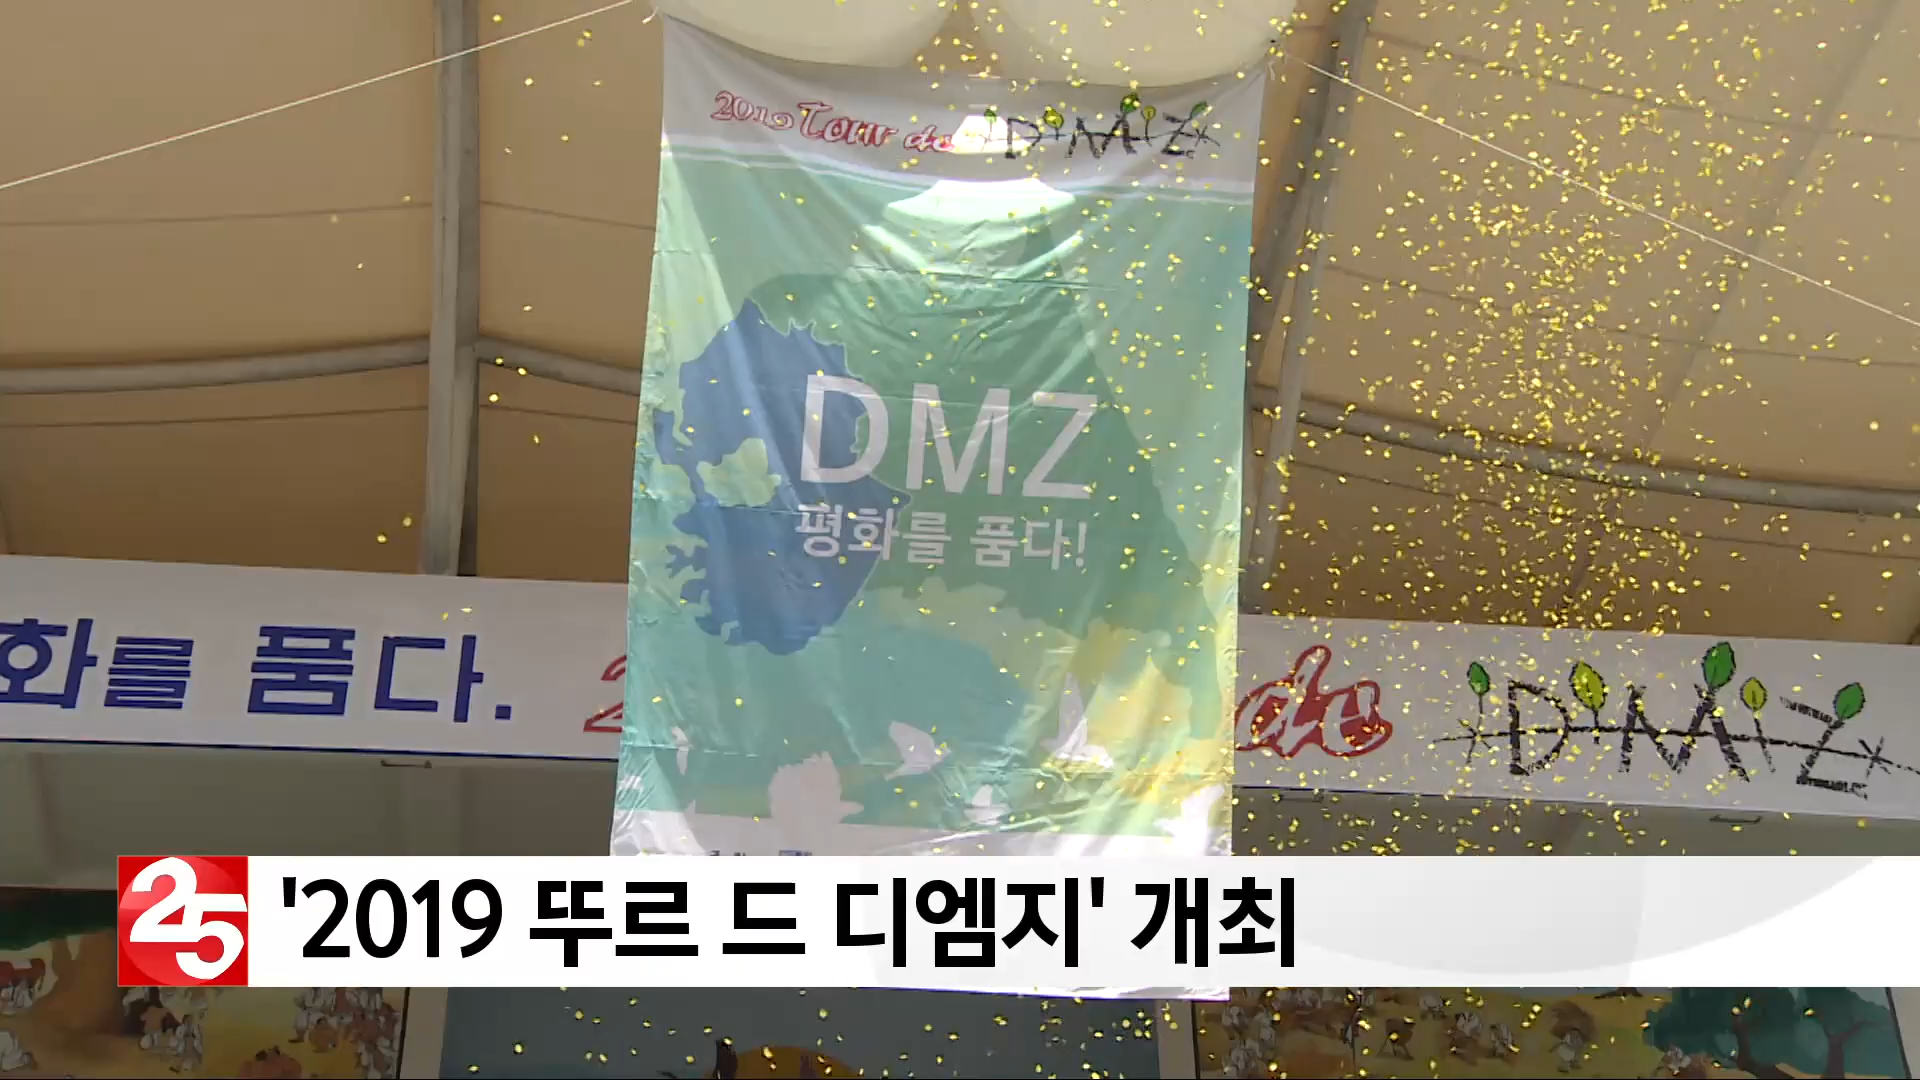 2019 Tour de DMZ
DMZ
평화를 품다!
화를 품다. 2 de DMZ
25 '2019 뚜르 드 디엠지' 개최